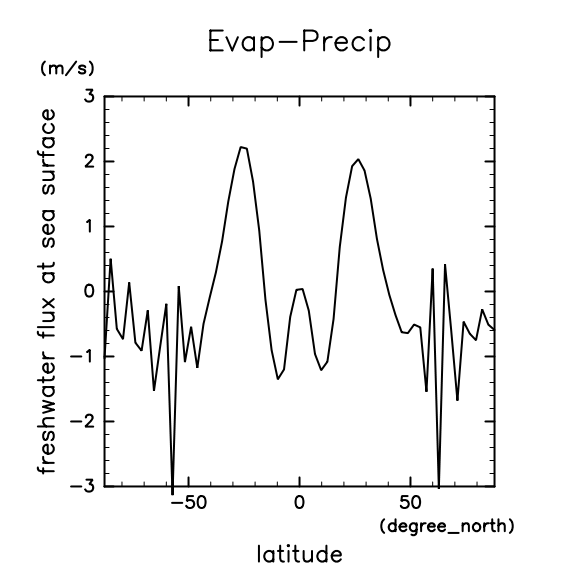 Evap−Precip
(m/s)
3
2
1
0
−1
−2
−3
freshwater flux at sea surface
−50 0 50
(degree_north)
latitude